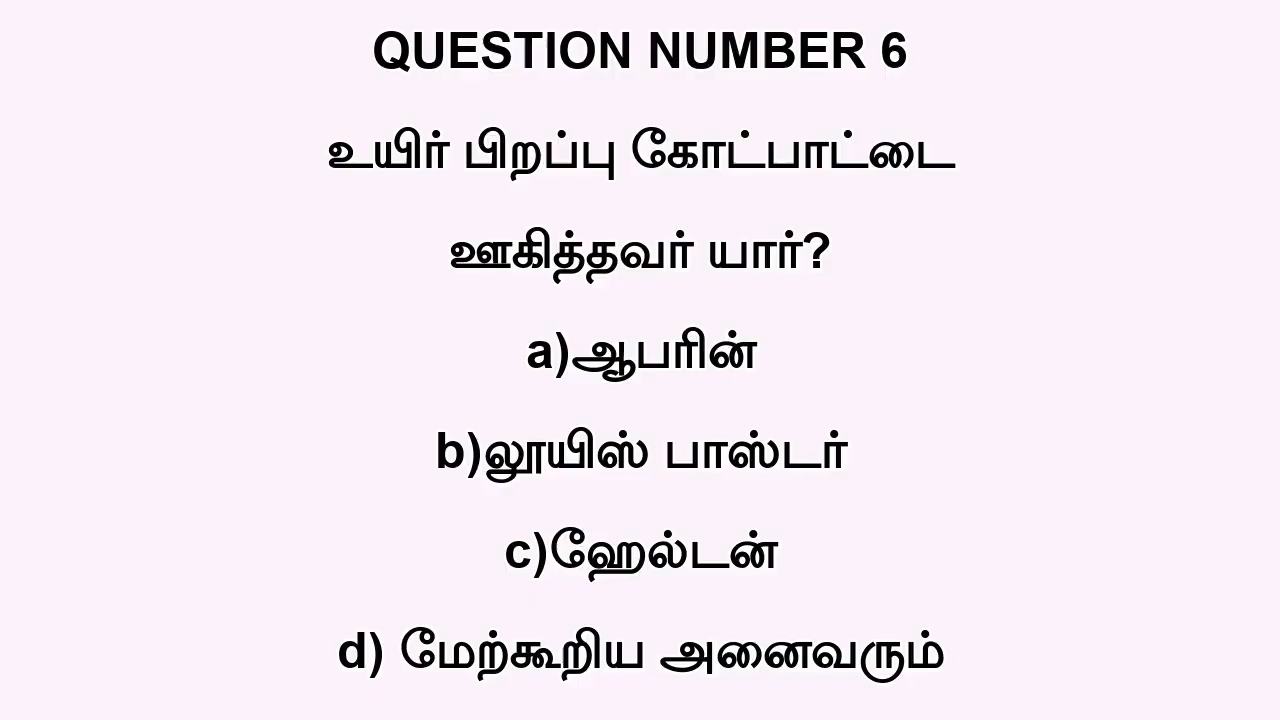 QUESTION NUMBER 6
உயிர் பிறப்பு கோட்பாட்டை
ஊகித்தவர் யார்?
a)ஆபரின்
b)லூயிஸ் பாஸ்டர்
c)ஹேல்டன்
d) மேற்கூறிய அனைவரும்